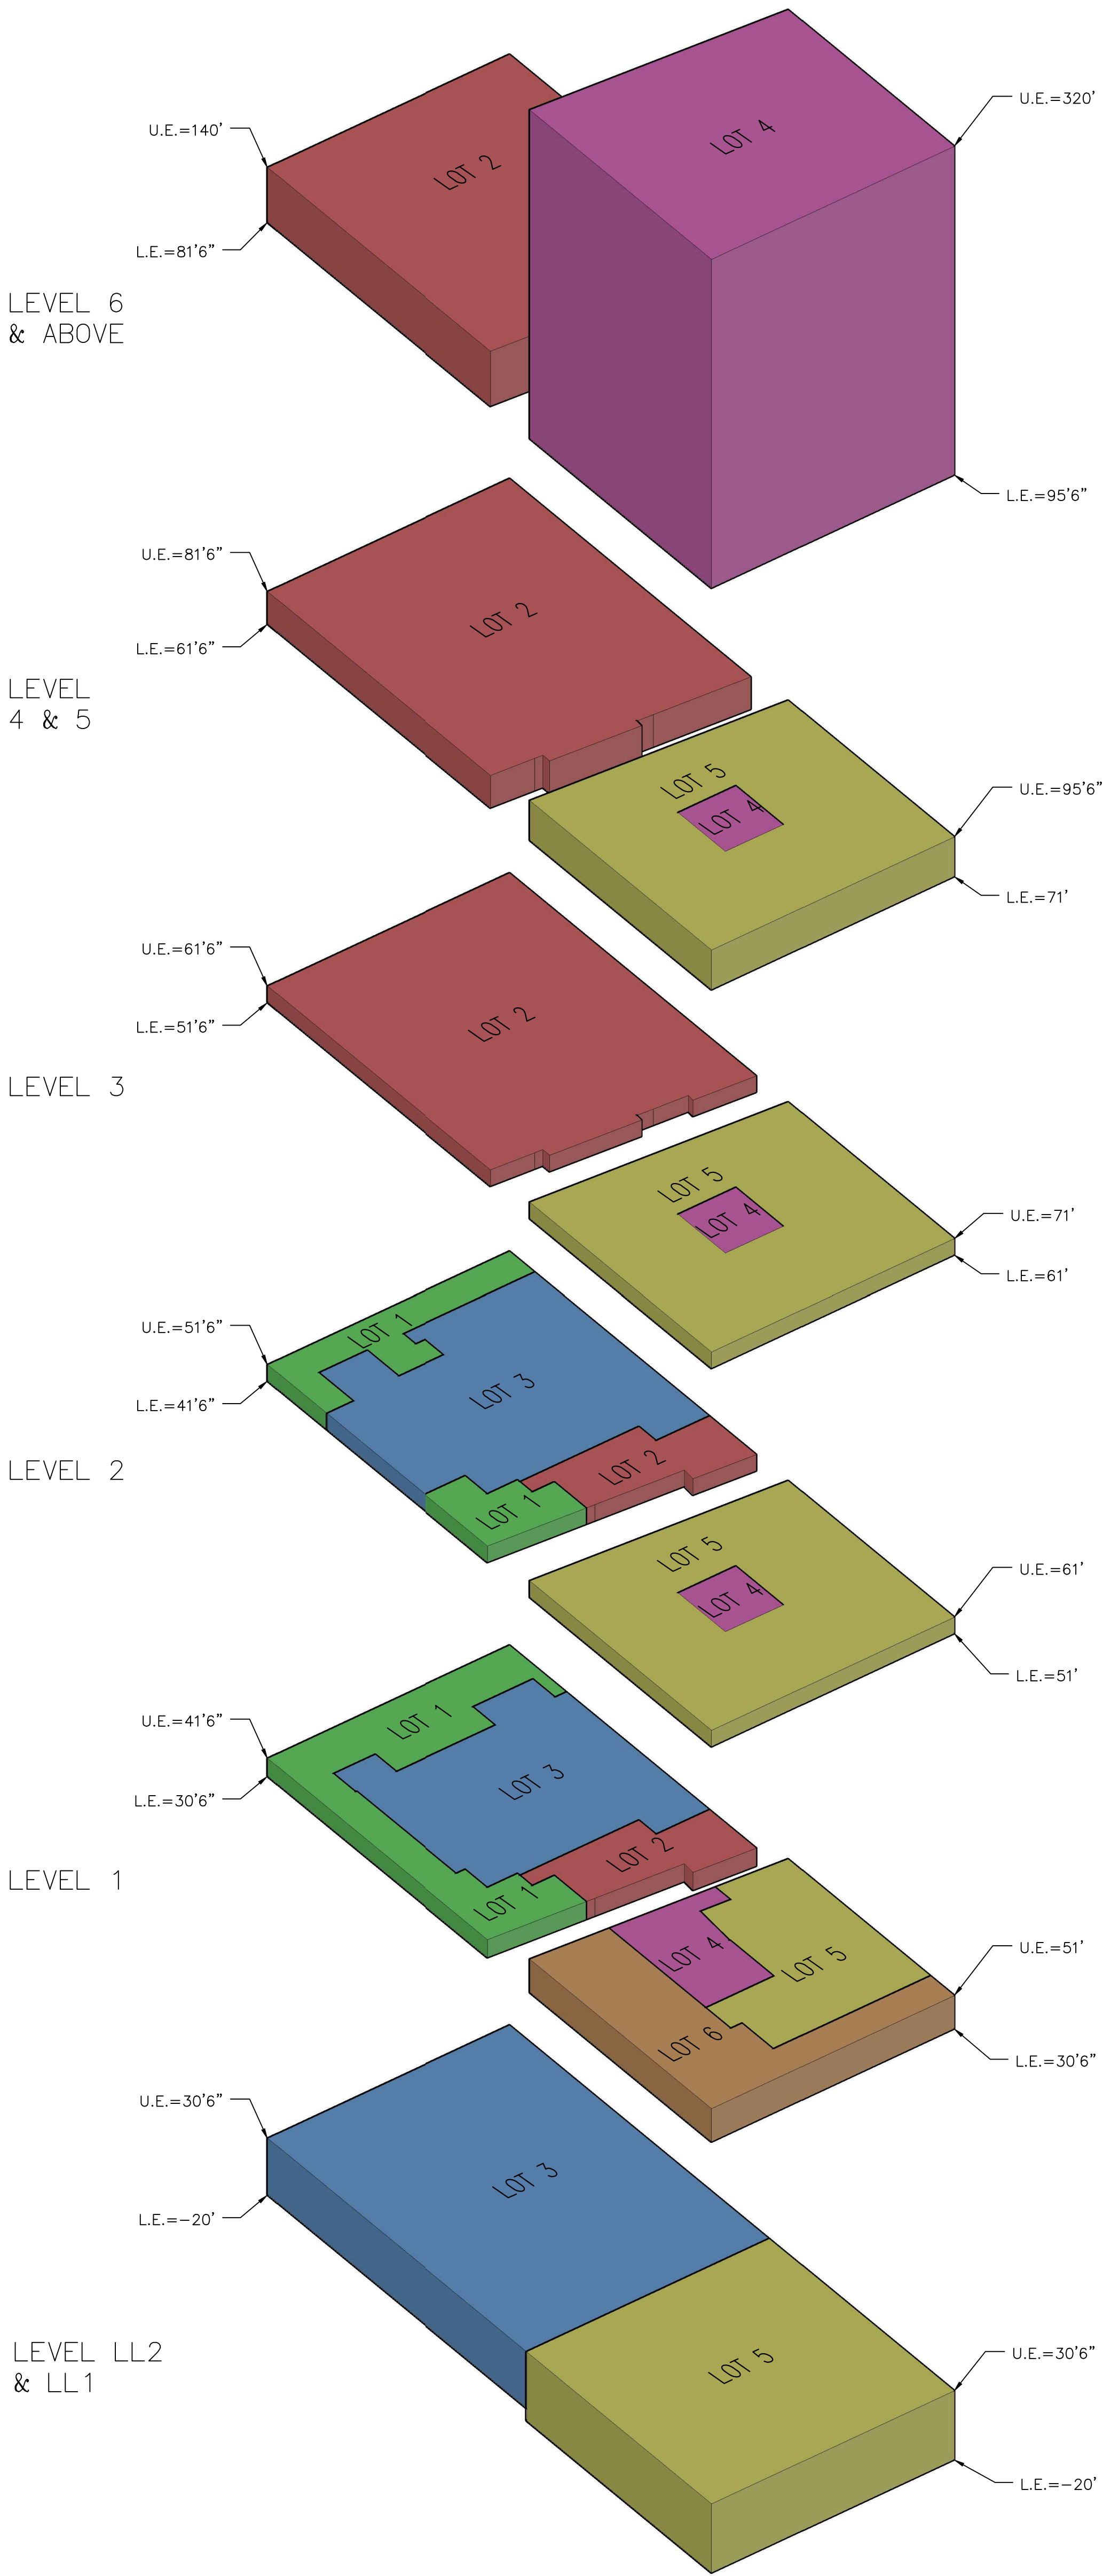 U.E.=320'
U.E.=140'
LOT 4
LOT 2
L.E.=81'6"
LEVEL 6
& ABOVE
L.E.=95'6"
U.E.=81'6"
LOT 2
L.E.=61'6"
LEVEL
4 & 5
LOT 5
U.E.=95'6"
LOT 4
L.E.=71'
U.E.=61'6"
LOT 2
L.E.=51'6"
LEVEL 3
LOT 5
U.E.=71'
LOT 4
L.E.=61'
U.E.=51'6"
LOT 1
L.E.=41'6"
LOT 3
LEVEL 2
LOT 2
LOT 1
LOT 5
U.E.=61'
LOT 4
L.E.=51'
U.E.=41'6"
LOT 1
LOT 3
L.E.=30'6"
LEVEL 1
LOT 2
LOT 1
U.E.=51'
LOT 4
LOT 5
LOT 6
L.E.=30'6"
U.E.=30'6"
LOT 3
L.E.=-20'
LEVEL LL2
& LL1
U.E.=30'6"
LOT 5
L.E.=-20'